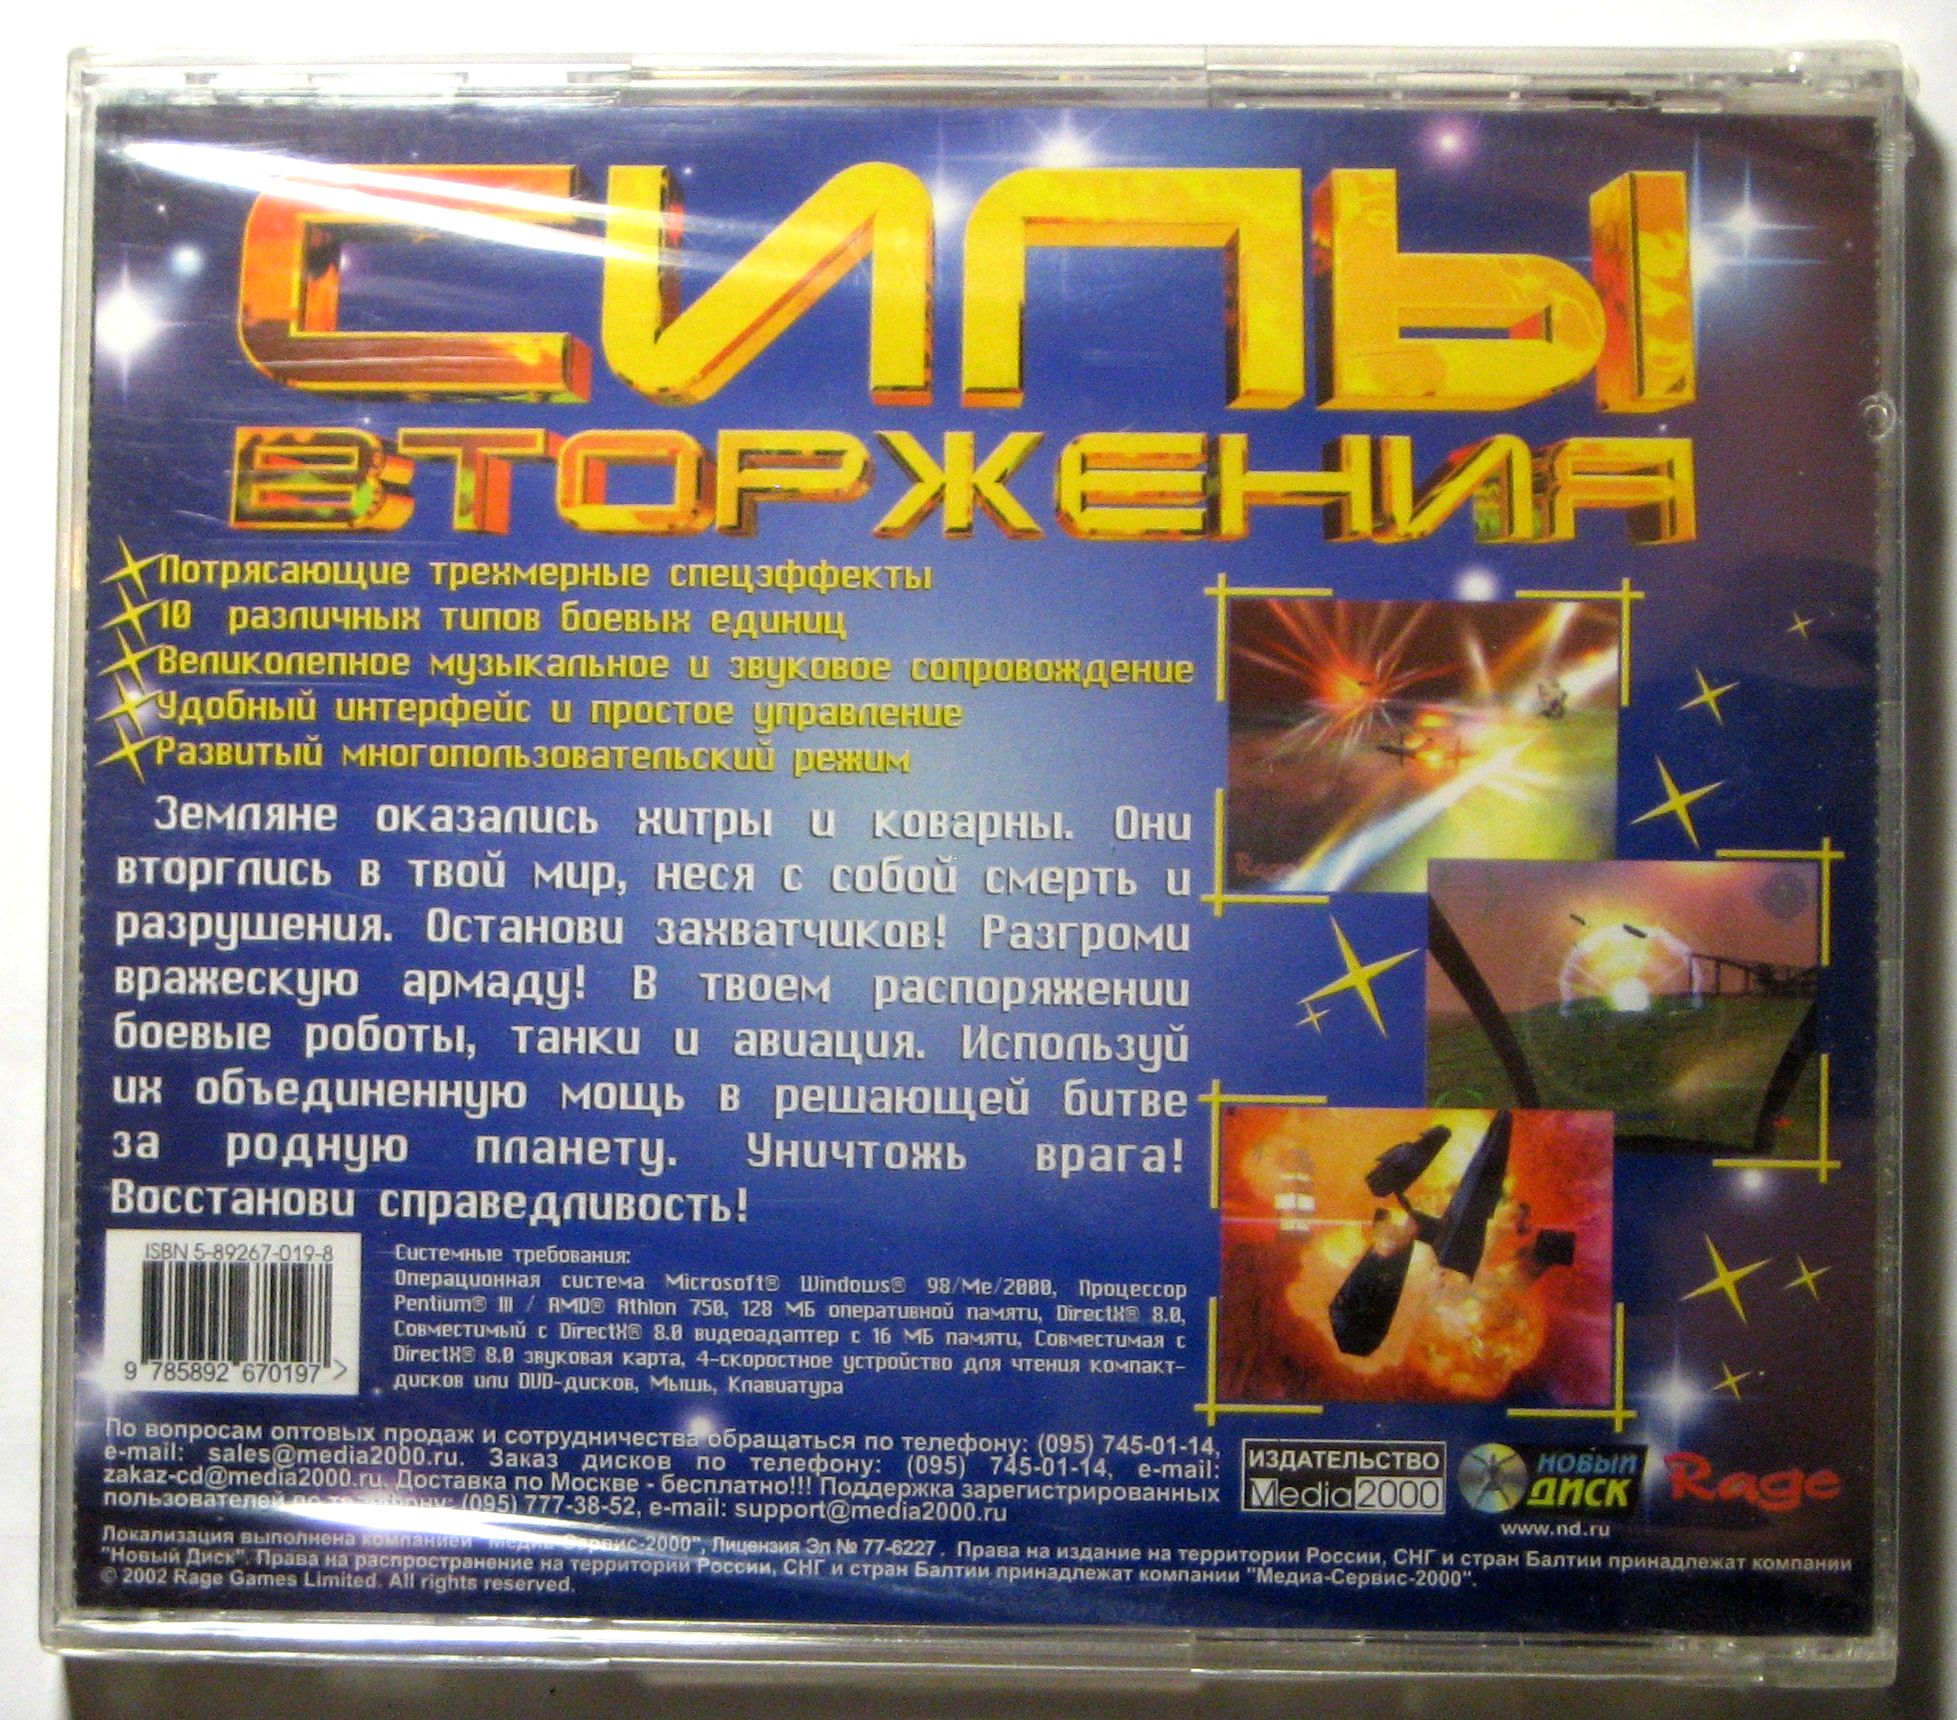 СИЛЫ
ВТОРЖЕНИЯ
Потрясающие трехмерные спецэффекты
10 различных типов боевых единиц
Великолепное музыкальное и звуковое сопровождение
Удобный интерфейс и простое управление
Развитый многопользовательский режим
Земляне оказались хитры и коварны. Они
вторглись в твой мир, неся с собой смерть и
разрушения. Останови захватчиков! Разгроми
вражескую армаду! В твоем распоряжении
боевые роботы, танки и авиация. Используй
их объединенную мощь в решающей битве
за родную планету. Уничтожь врага!
Восстанови справедливость!
ISBN 5-89267-019-8
9 785892 670197 >
Системные требования:
Операционная система Microsoft® Windows® 98/Me/2000, Процессор
Pentium® III / AMD® Athlon 750, 128 МБ оперативной памяти, DirectX® 8.0,
Совместимый с DirectX® 8.0 видеоадаптер с 16 МБ памяти, Совместимая с
DirectX® 8.0 звуковая карта, 4-скоростное устройство для чтения компакт-
дисков или DVD-дисков, Мышь, Клавиатура
По вопросам оптовых продаж и сотрудничества обращаться по телефону: (095) 745-01-14,
e-mail: sales@media2000.ru. Заказ дисков по телефону: (095) 745-01-14, e-mail:
zakaz-cd@media2000.ru. Доставка по Москве - бесплатно!!! Поддержка зарегистрированных
пользователей по телефону: (095) 777-38-52, e-mail: support@media2000.ru
ИЗДАТЕЛЬСТВО
Media 2000
НОВЫЙ
ДИСК
www.nd.ru
Rage
Локализация выполнена компанией "Медиа-Сервис-2000", Лицензия Эл № 77-6227 . Права на издание на территории России, СНГ и стран Балтии принадлежат компании
"Новый Диск". Права на распространение на территории России, СНГ и стран Балтии принадлежат компании "Медиа-Сервис-2000".
© 2002 Rage Games Limited. All rights reserved.